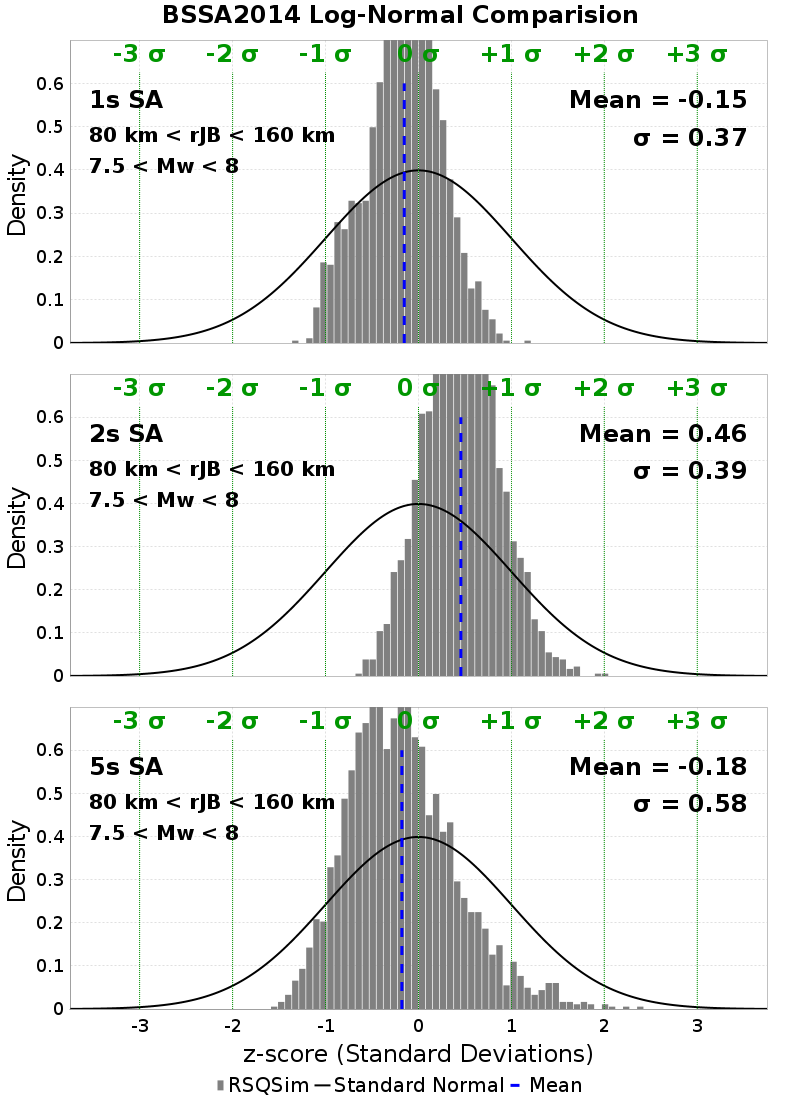 BSSA2014 Log-Normal Comparision
-3 σ -2 σ -1 σ 0 σ +1 σ +2 σ +3 σ
1s SA
80 km < rJB < 160 km
7.5 < Mw < 8
Mean = -0.15
σ = 0.37
Density
0.6
0.5
0.4
0.3
0.2
0.1
0
-3 σ -2 σ -1 σ 0 σ +1 σ +2 σ +3 σ
2s SA
80 km < rJB < 160 km
7.5 < Mw < 8
Mean = 0.46
σ = 0.39
Density
0.6
0.5
0.4
0.3
0.2
0.1
0
-3 σ -2 σ -1 σ 0 σ +1 σ +2 σ +3 σ
5s SA
80 km < rJB < 160 km
7.5 < Mw < 8
Mean = -0.18
σ = 0.58
Density
0.6
0.5
0.4
0.3
0.2
0.1
0
-3 -2 -1 0 1 2 3
z-score (Standard Deviations)
RSQSim Standard Normal Mean